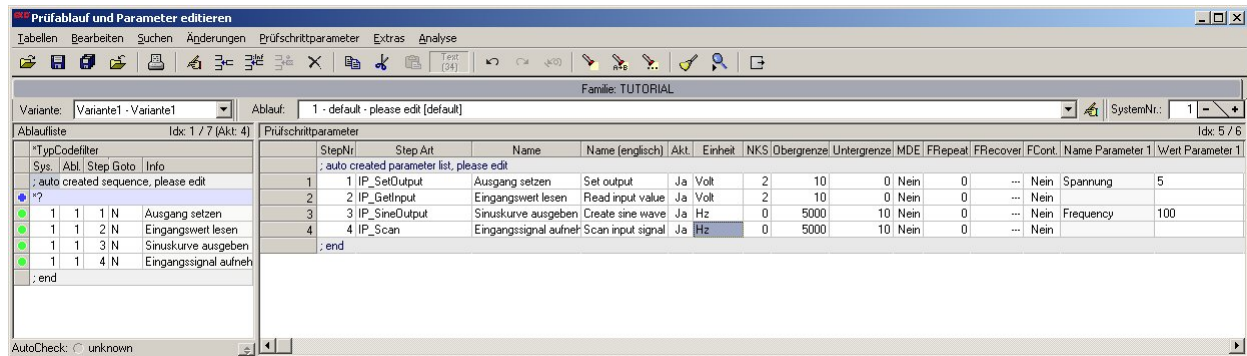 Prüfablauf und Parameter editieren
Tabellen Bearbeiten Suchen Änderungen Prüfschrittparameter Extras Analyse
Test (34)
Familie: TUTORIAL
Variante: Variante1 - Variante1 Ablauf: 1 - default - please edit [default] SystemNr.: 1
Ablaufliste Idx: 1 / 7 (Akt: 4) Prüfschrittparameter Idx: 5 / 6
*TypCodefilter
Sys. Abl. Step Goto Info
; auto created sequence, please edit
*?
1 1 1 N Ausgang setzen
1 1 2 N Eingangswert lesen
1 1 3 N Sinuskurve ausgeben
1 1 4 N Eingangssignal aufneh
; end
StepNr Step Art Name Name (englisch) Akt. Einheit NKS Obergrenze Untergrenze MDE FRepeat FRecover FCont. Name Parameter 1 Wert Parameter 1
; auto created parameter list, please edit
1 1 IP_SetOutput Ausgang setzen Set output Ja Volt 2 10 0 Nein 0 --- Nein Spannung 5
2 2 IP_GetInput Eingangswert lesen Read input value Ja Volt 2 10 0 Nein 0 --- Nein
3 3 IP_SineOutput Sinuskurve ausgeben Create sine wave Ja Hz 0 5000 10 Nein 0 --- Nein Frequency 100
4 4 IP_Scan Eingangssignal aufneh Scan input signal Ja Hz 0 5000 10 Nein 0 --- Nein
; end
AutoCheck: unknown